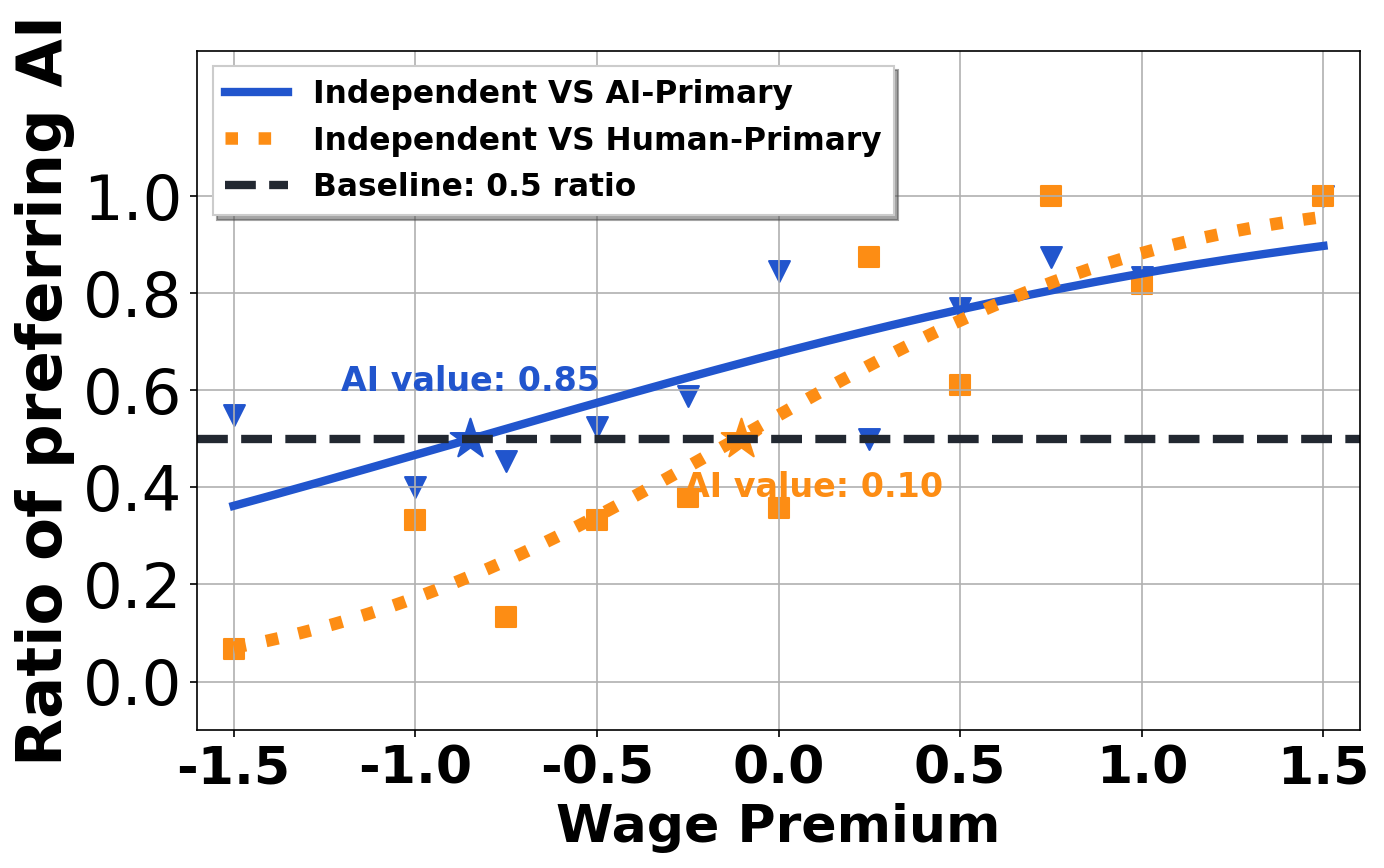 Ratio of preferring AI
Independent VS AI-Primary
Independent VS Human-Primary
Baseline: 0.5 ratio
1.0
0.8
0.6
0.4
0.2
0.0
AI value: 0.85
AI value: 0.10
-1.5 -1.0 -0.5 0.0 0.5 1.0 1.5
Wage Premium